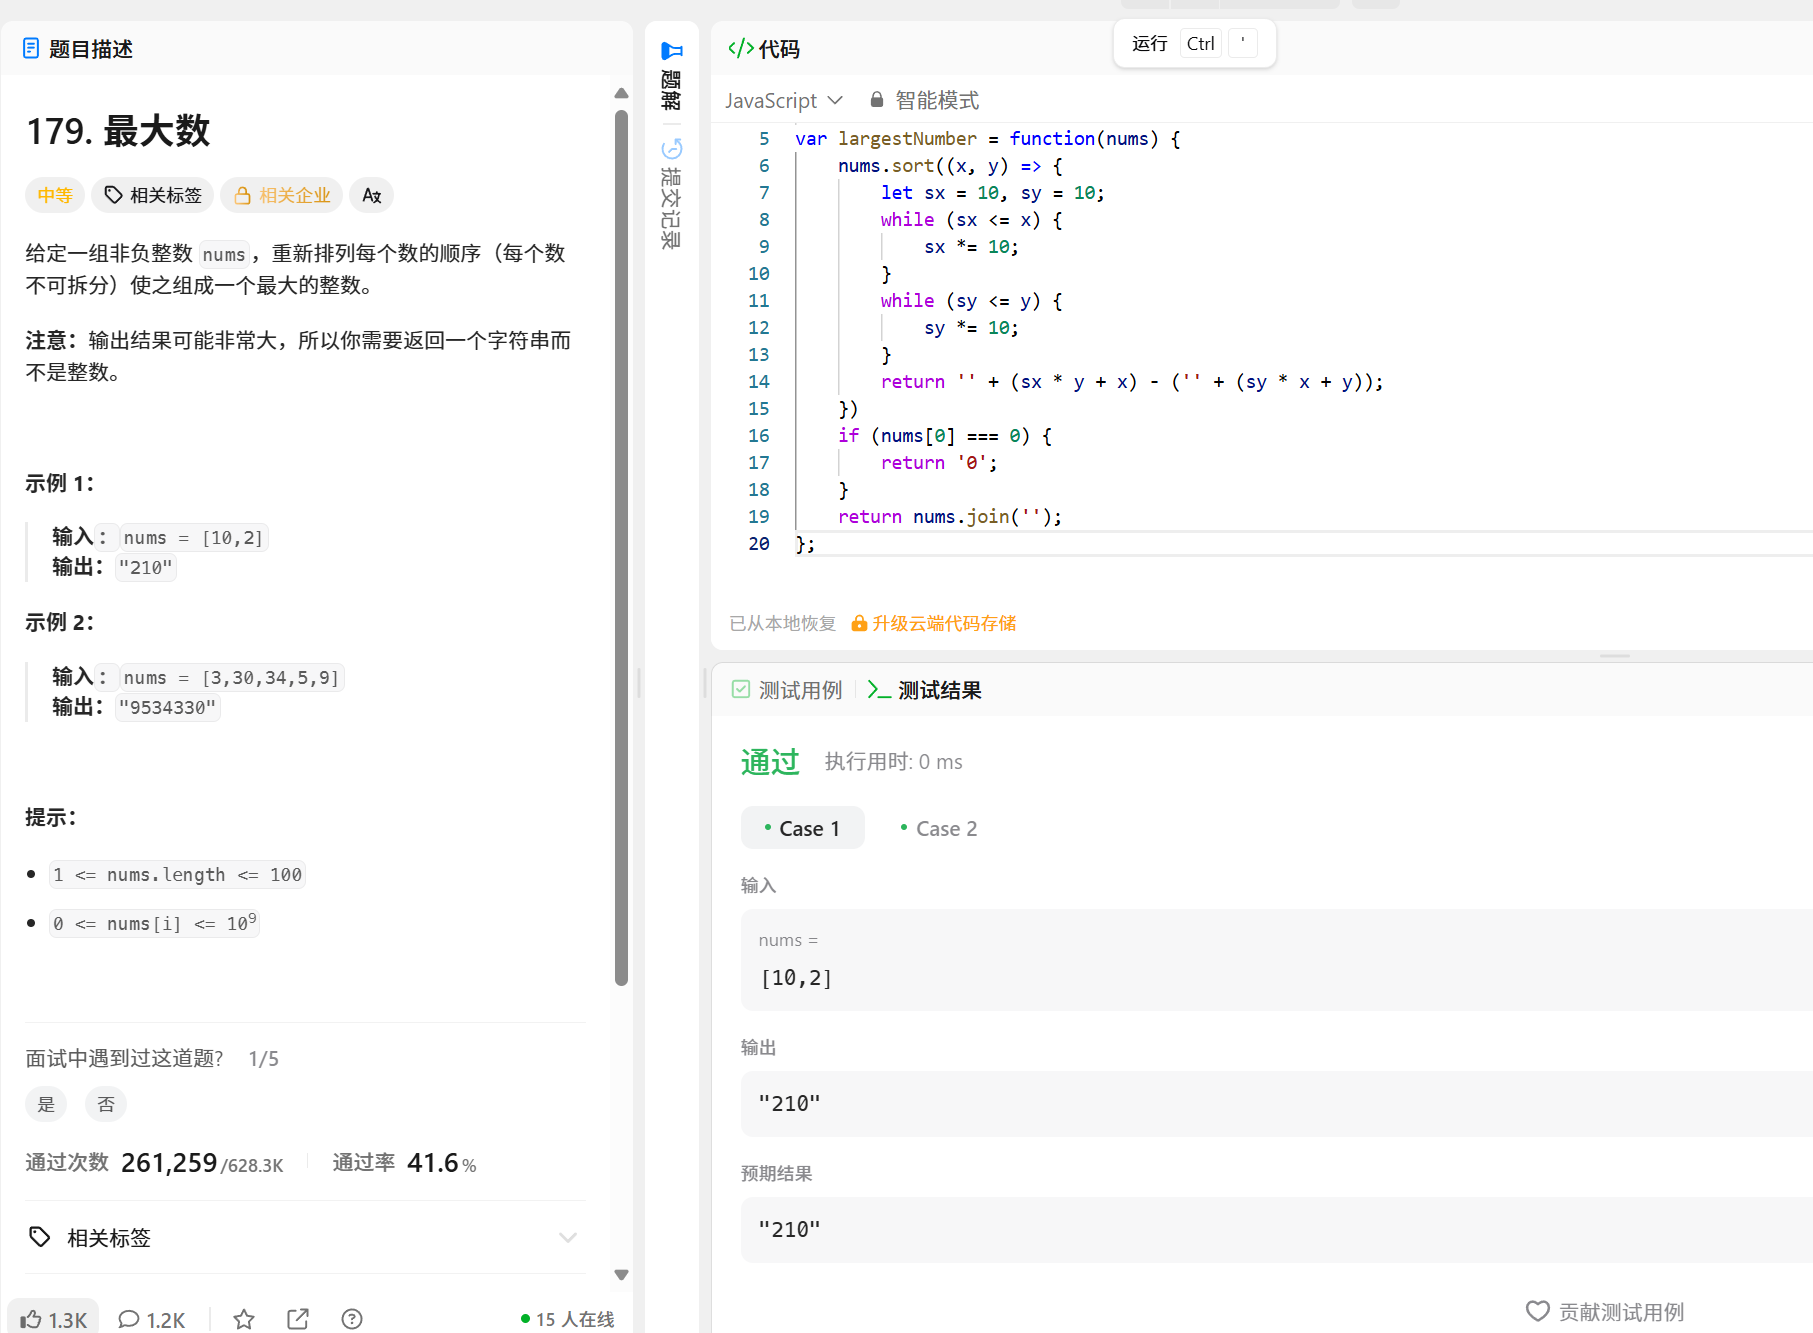 题目描述
179. 最大数
中等 相关标签 相关企业
给定一组非负整数 nums，重新排列每个数的顺序（每个数
不可拆分）使之组成一个最大的整数。
注意：输出结果可能非常大，所以你需要返回一个字符串而
不是整数。
示例 1：
输入：nums = [10,2]
输出："210"
示例 2：
输入：nums = [3,30,34,5,9]
输出："9534330"
提示：
1 <= nums.length <= 100
0 <= nums[i] <= 10⁹
面试中遇到过这道题? 1/5
是 否
通过次数 261,259/628.3K 通过率 41.6%
相关标签
1.3K 1.2K 15 人在线
题解
提交记录
代码
运行 Ctrl '
JavaScript 智能模式
5 var largestNumber = function(nums) {
6     nums.sort((x, y) => {
7         let sx = 10, sy = 10;
8         while (sx <= x) {
9             sx *= 10;
10         }
11         while (sy <= y) {
12             sy *= 10;
13         }
14         return '' + (sx * y + x) - ('' + (sy * x + y));
15     })
16     if (nums[0] === 0) {
17         return '0';
18     }
19     return nums.join('');
20 };
已从本地恢复 升级云端代码存储
测试用例 测试结果
通过 执行用时: 0 ms
Case 1 Case 2
输入
nums =
[10,2]
输出
"210"
预期结果
"210"
贡献测试用例